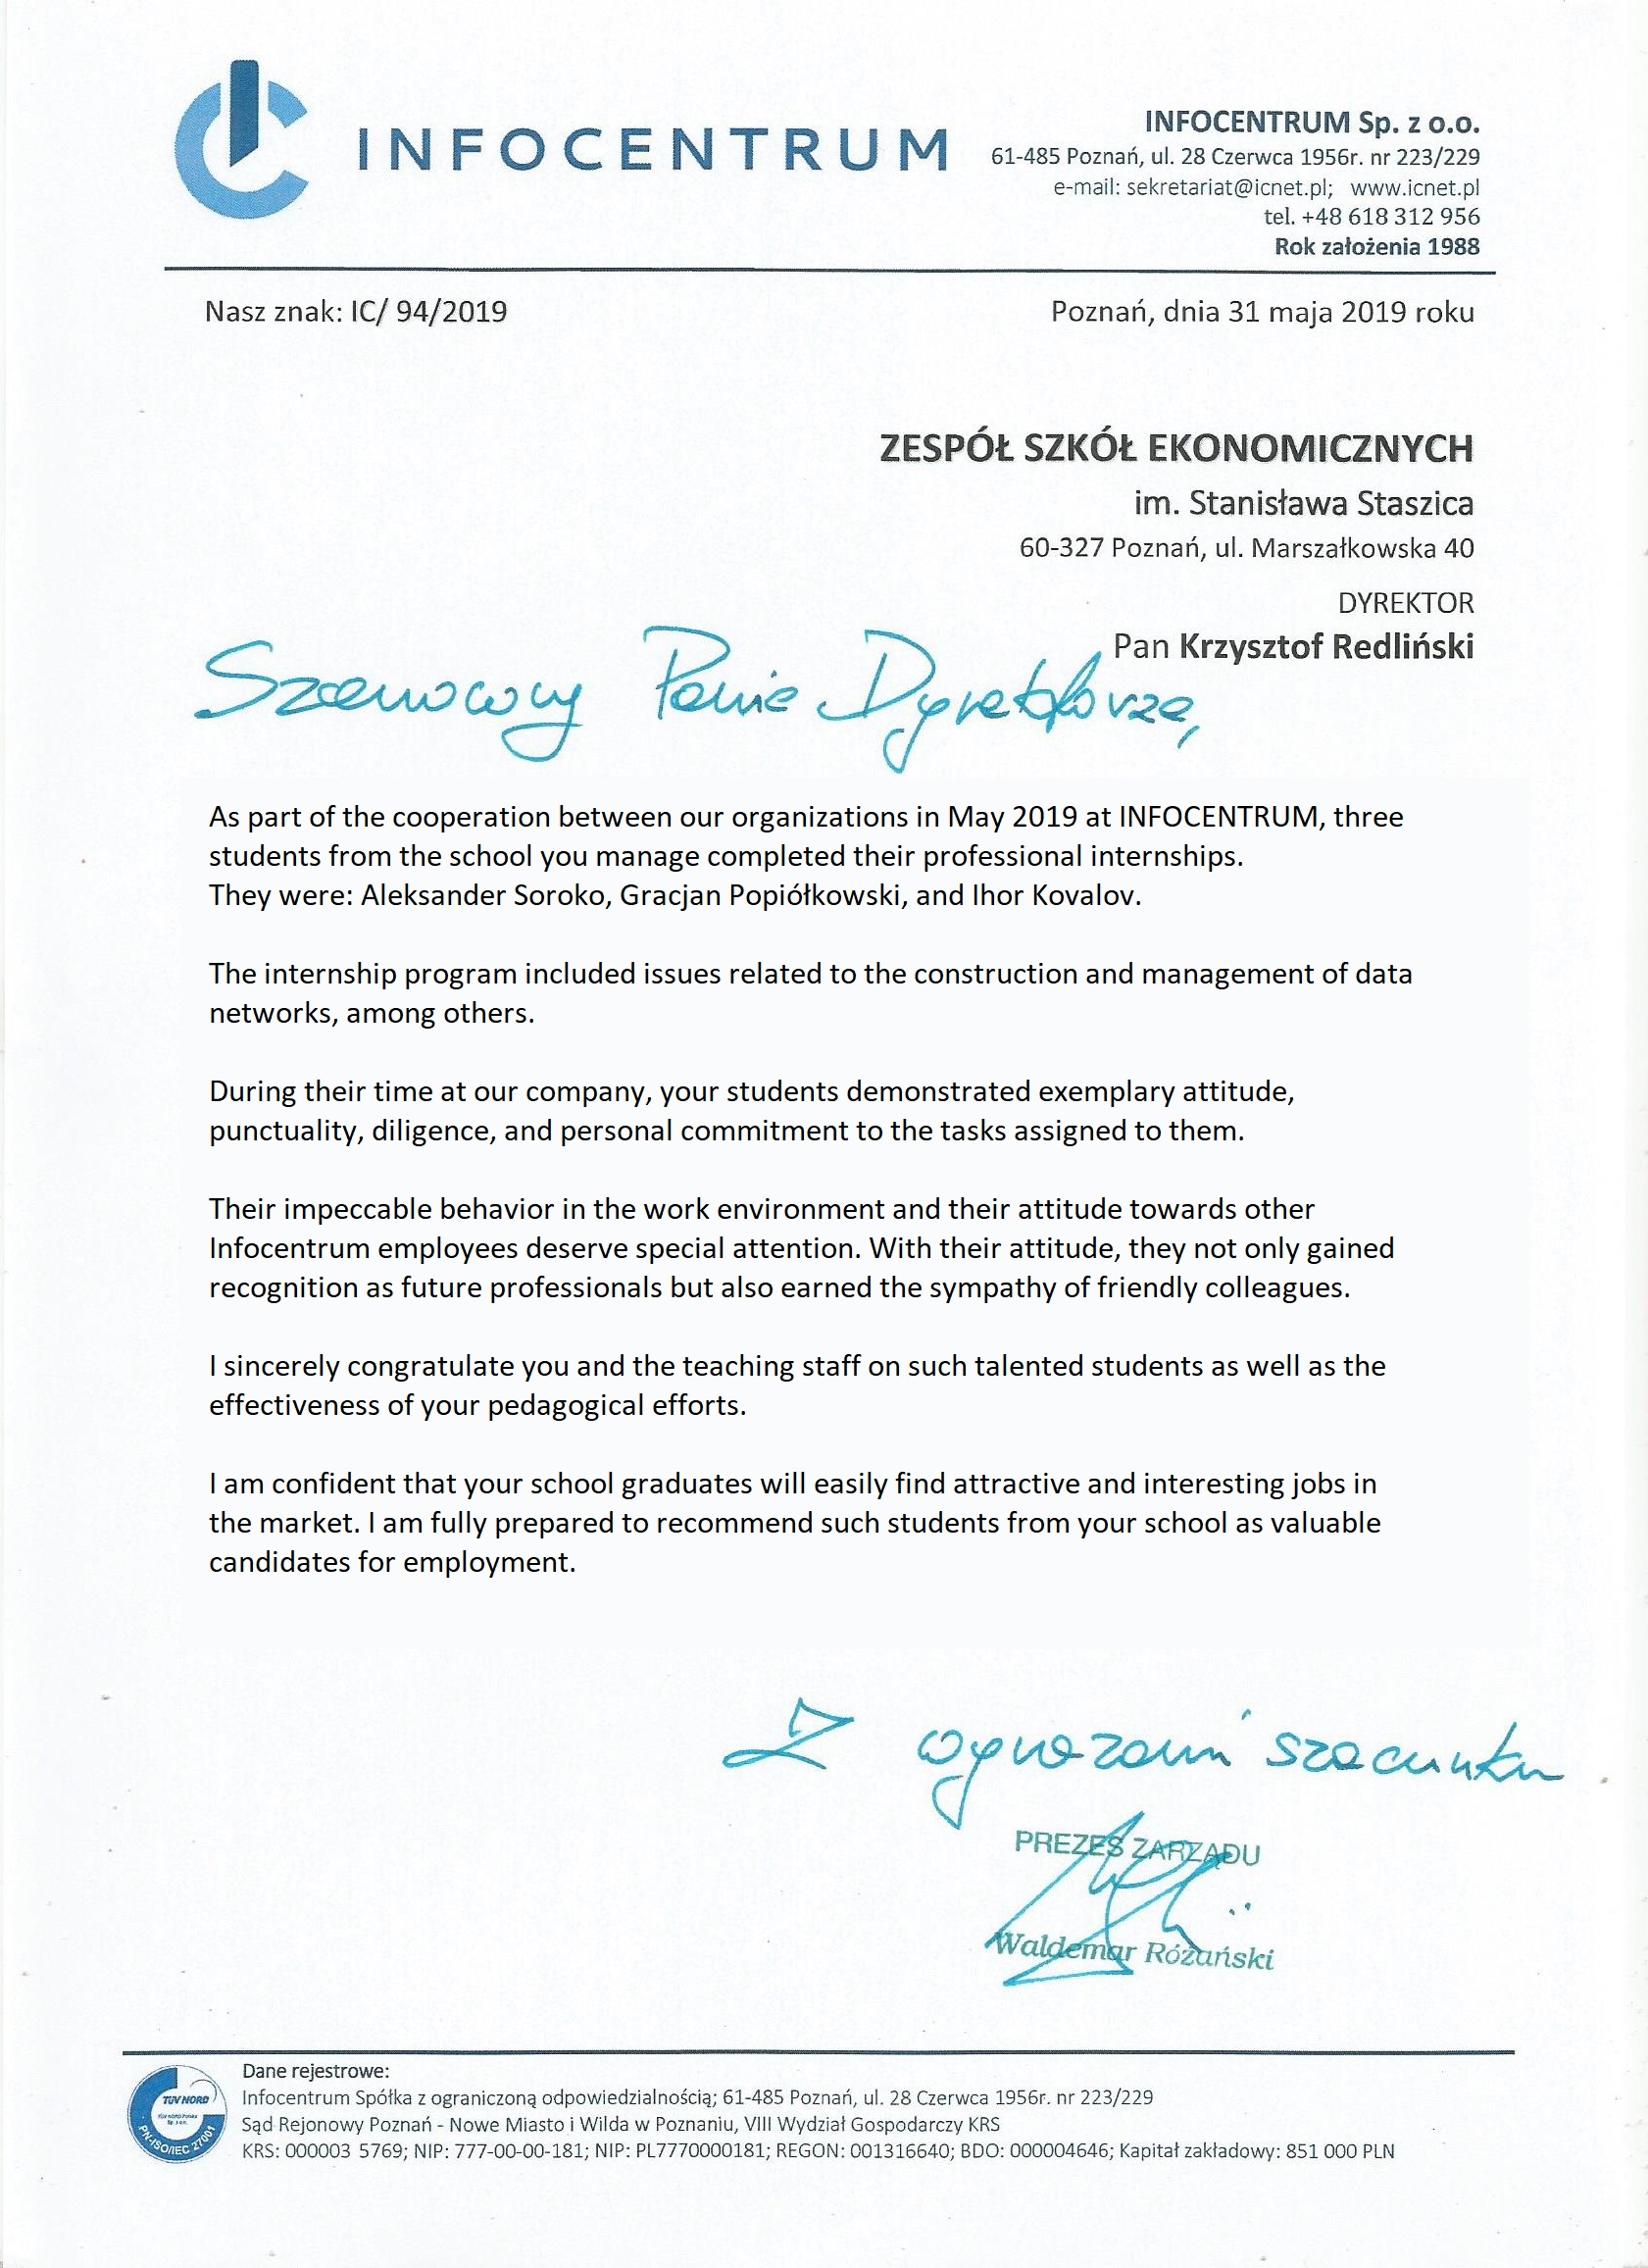 INFOCENTRUM
INFOCENTRUM Sp. z o.o.
61-485 Poznań, ul. 28 Czerwca 1956r. nr 223/229
e-mail: sekretariat@icnet.pl; www.icnet.pl
tel. +48 618 312 956
Rok założenia 1988
Nasz znak: IC/ 94/2019
Poznań, dnia 31 maja 2019 roku
ZESPÓŁ SZKÓŁ EKONOMICZNYCH
im. Stanisława Staszica
60-327 Poznań, ul. Marszałkowska 40
DYREKTOR
Pan Krzysztof Redliński
Szanowny Panie Dyrektorze,
As part of the cooperation between our organizations in May 2019 at INFOCENTRUM, three
students from the school you manage completed their professional internships.
They were: Aleksander Soroko, Gracjan Popiółkowski, and Ihor Kovalov.
The internship program included issues related to the construction and management of data
networks, among others.
During their time at our company, your students demonstrated exemplary attitude,
punctuality, diligence, and personal commitment to the tasks assigned to them.
Their impeccable behavior in the work environment and their attitude towards other
Infocentrum employees deserve special attention. With their attitude, they not only gained
recognition as future professionals but also earned the sympathy of friendly colleagues.
I sincerely congratulate you and the teaching staff on such talented students as well as the
effectiveness of your pedagogical efforts.
I am confident that your school graduates will easily find attractive and interesting jobs in
the market. I am fully prepared to recommend such students from your school as valuable
candidates for employment.
Z wyrazami szacunku
PREZES ZARZĄDU
Waldemar Różański
TÜV NORD
PN-ISO/IEC 27001
Dane rejestrowe:
Infocentrum Spółka z ograniczoną odpowiedzialnością; 61-485 Poznań, ul. 28 Czerwca 1956r. nr 223/229
Sąd Rejonowy Poznań - Nowe Miasto i Wilda w Poznaniu, VIII Wydział Gospodarczy KRS
KRS: 000003 5769; NIP: 777-00-00-181; NIP: PL7770000181; REGON: 001316640; BDO: 000004646; Kapitał zakładowy: 851 000 PLN